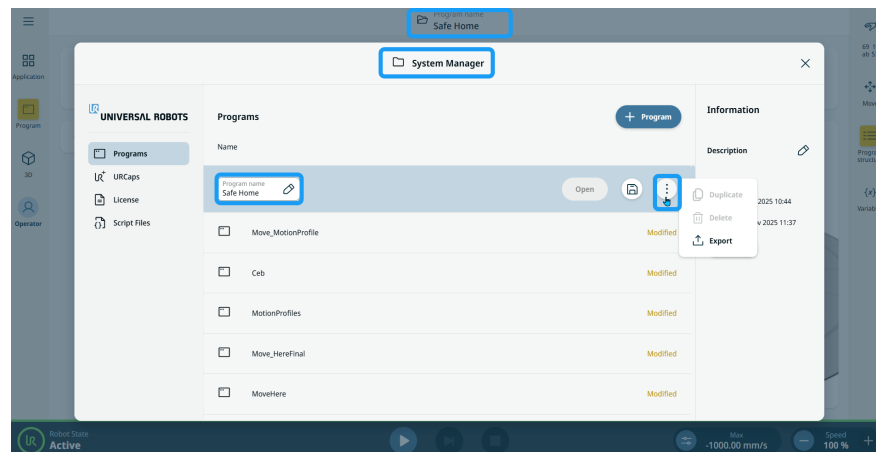 Program name
Safe Home
Application
Program
3D
Operator
System Manager
UNIVERSAL ROBOTS
Programs
URCaps
License
Script Files
Programs
+ Program
Name
Program name
Safe Home
Open
Move_MotionProfile
Modified
Ceb
Modified
MotionProfiles
Modified
Move_HereFinal
Modified
MoveHere
Modified
Information
Description
2025 10:44
2025 11:37
Duplicate
Delete
Export
Robot State
Active
Max
-1000.00 mm/s
Speed
100 %